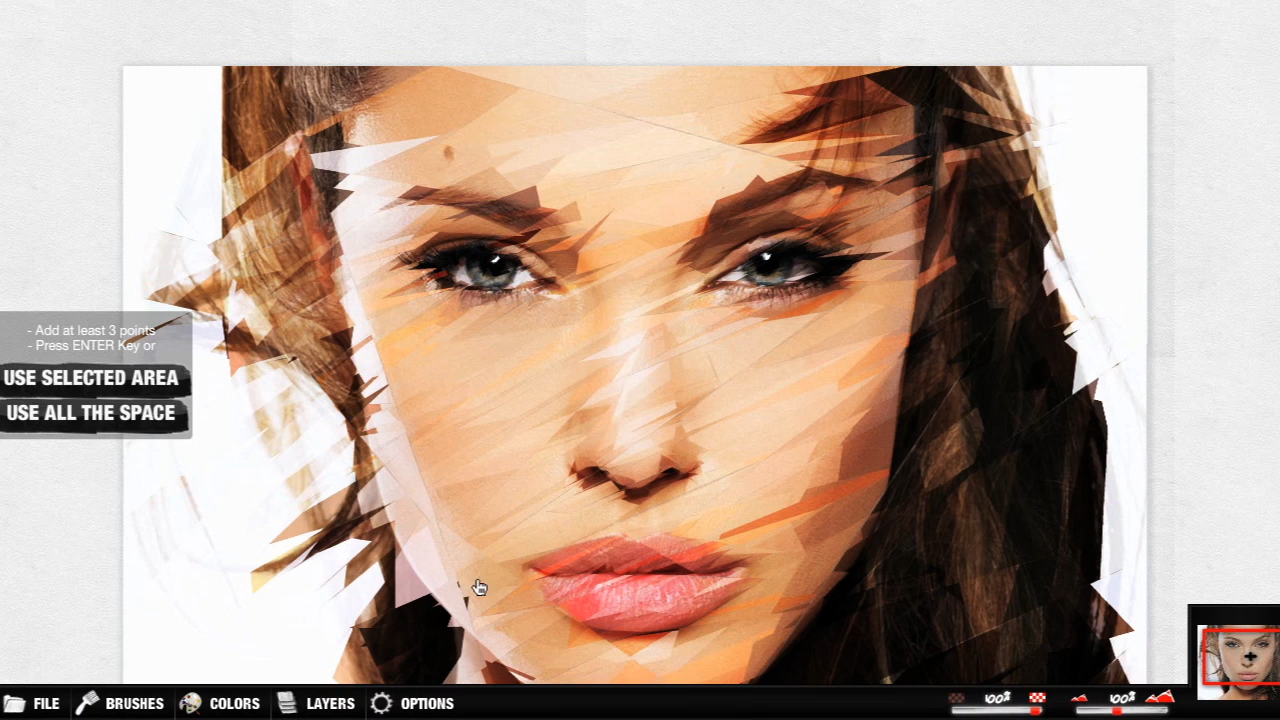 - Add at least 3 points
- Press ENTER Key or
USE SELECTED AREA
USE ALL THE SPACE
FILE
BRUSHES
COLORS
LAYERS
OPTIONS
100%
100%